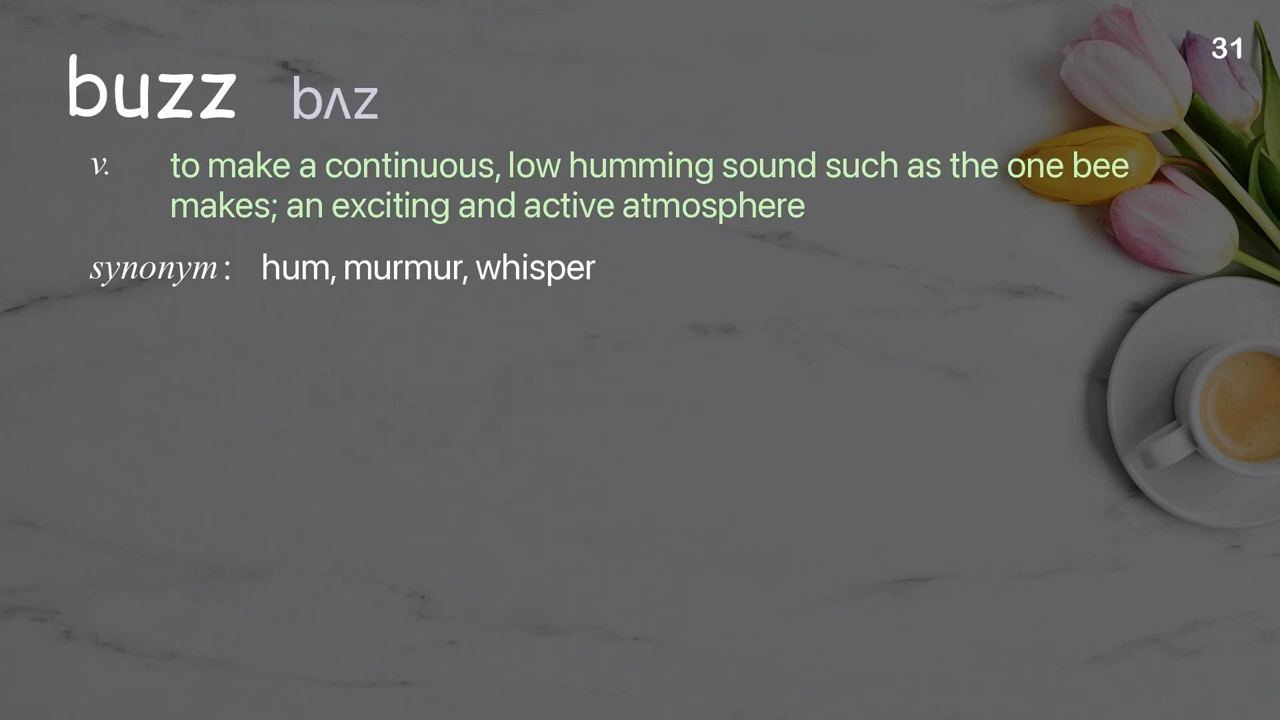 31
buzz bʌz
v. to make a continuous, low humming sound such as the one bee
makes; an exciting and active atmosphere
synonym: hum, murmur, whisper